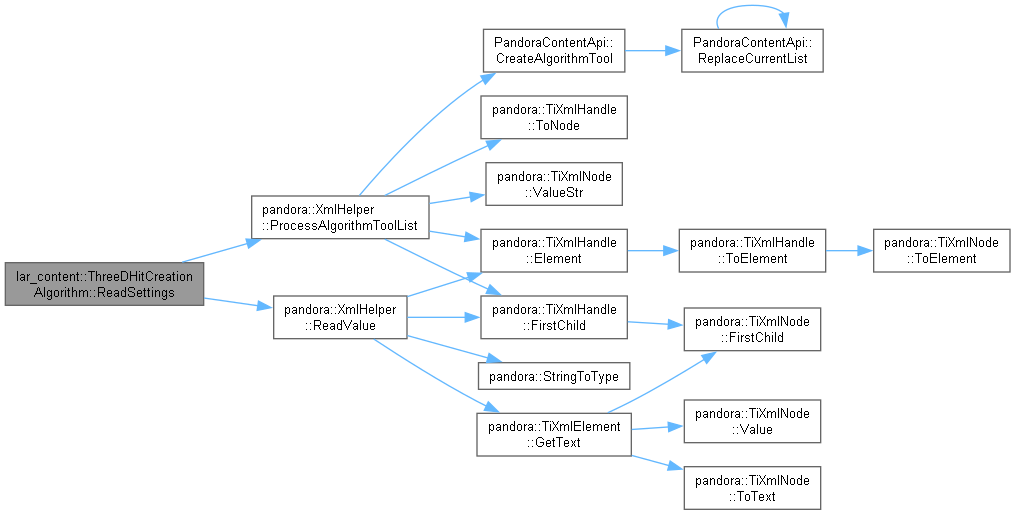 PandoraContentApi::
CreateAlgorithmTool
PandoraContentApi::
ReplaceCurrentList
pandora::TiXmlHandle
::ToNode
pandora::TiXmlNode
::ValueStr
pandora::XmlHelper
::ProcessAlgorithmToolList
pandora::TiXmlHandle
::Element
pandora::TiXmlHandle
::ToElement
pandora::TiXmlNode
::ToElement
lar_content::ThreeDHitCreation
Algorithm::ReadSettings
pandora::XmlHelper
::ReadValue
pandora::TiXmlHandle
::FirstChild
pandora::TiXmlNode
::FirstChild
pandora::StringToType
pandora::TiXmlElement
::GetText
pandora::TiXmlNode
::Value
pandora::TiXmlNode
::ToText